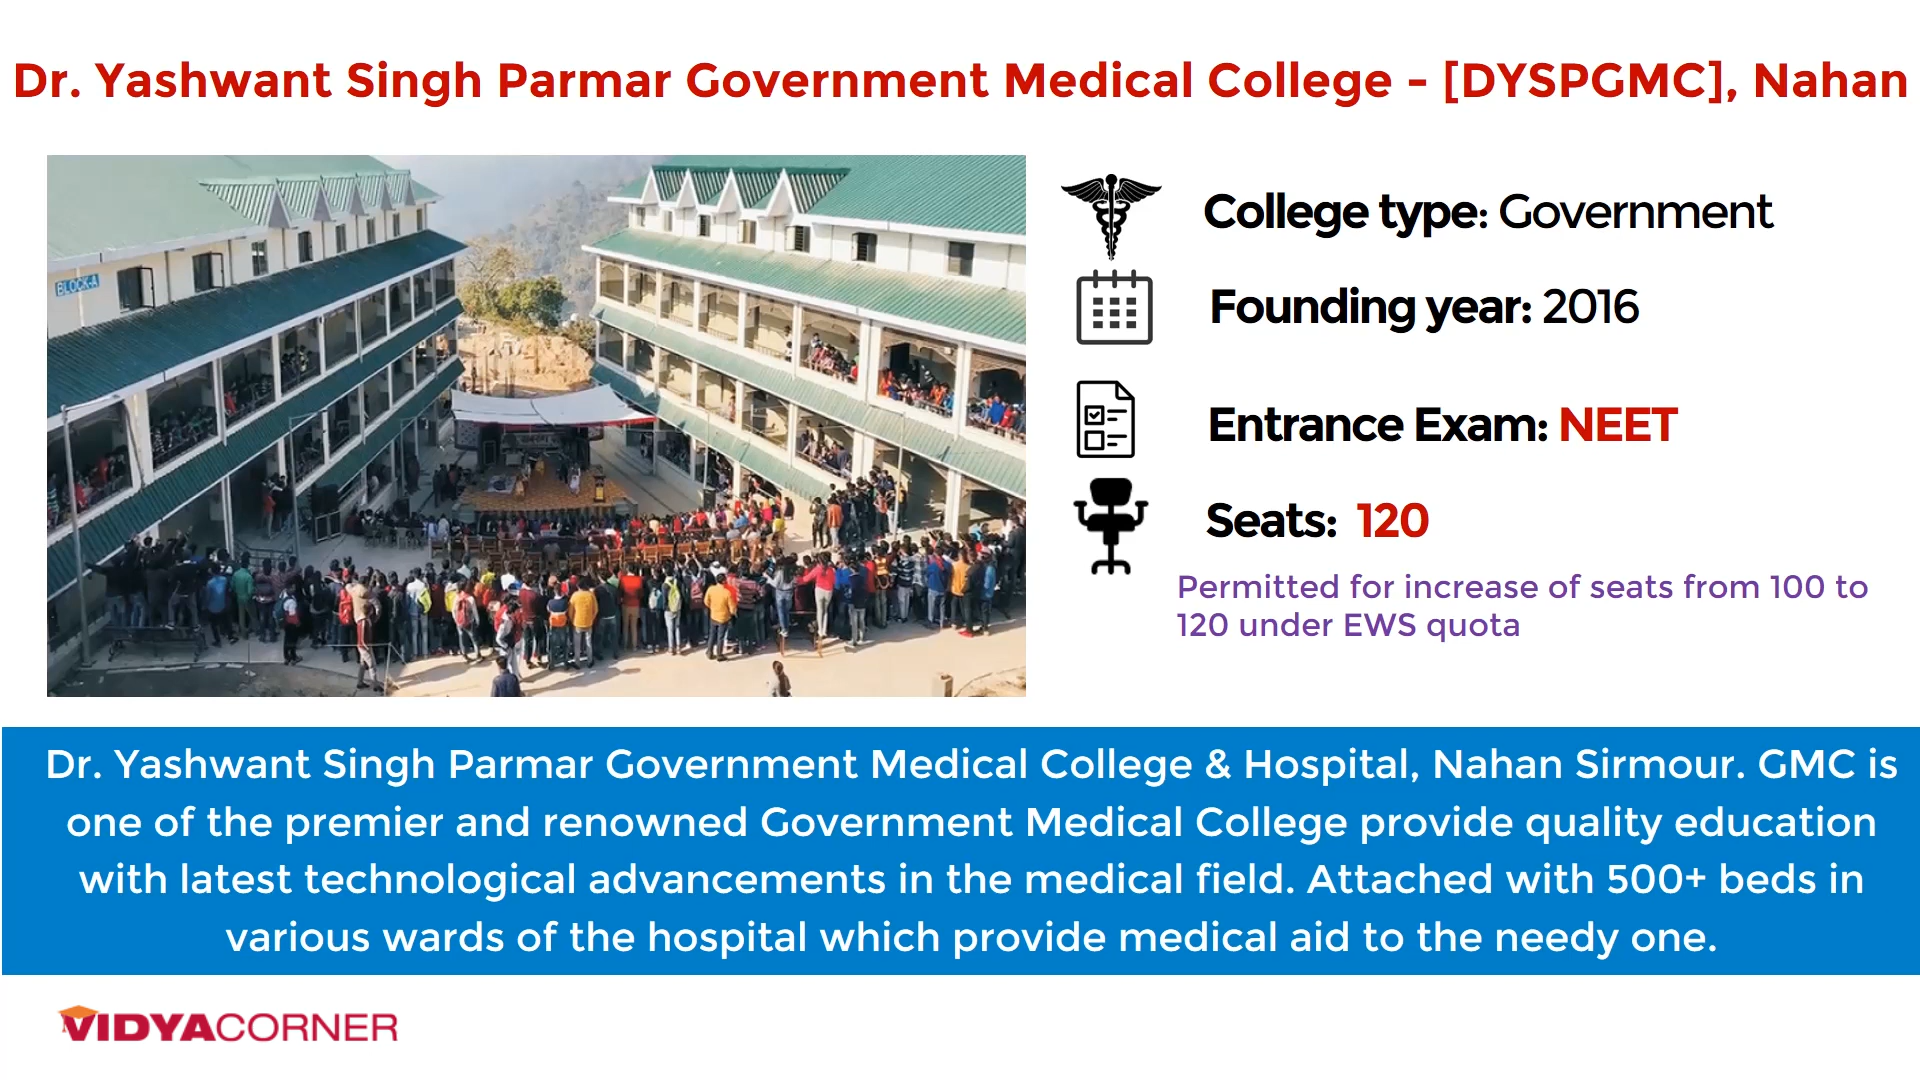 Dr. Yashwant Singh Parmar Government Medical College - [DYSPGMC], Nahan
BLOCK-A
College type: Government
Founding year: 2016
Entrance Exam: NEET
Seats: 120
Permitted for increase of seats from 100 to
120 under EWS quota
Dr. Yashwant Singh Parmar Government Medical College & Hospital, Nahan Sirmour. GMC is
one of the premier and renowned Government Medical College provide quality education
with latest technological advancements in the medical field. Attached with 500+ beds in
various wards of the hospital which provide medical aid to the needy one.
VIDYACORNER